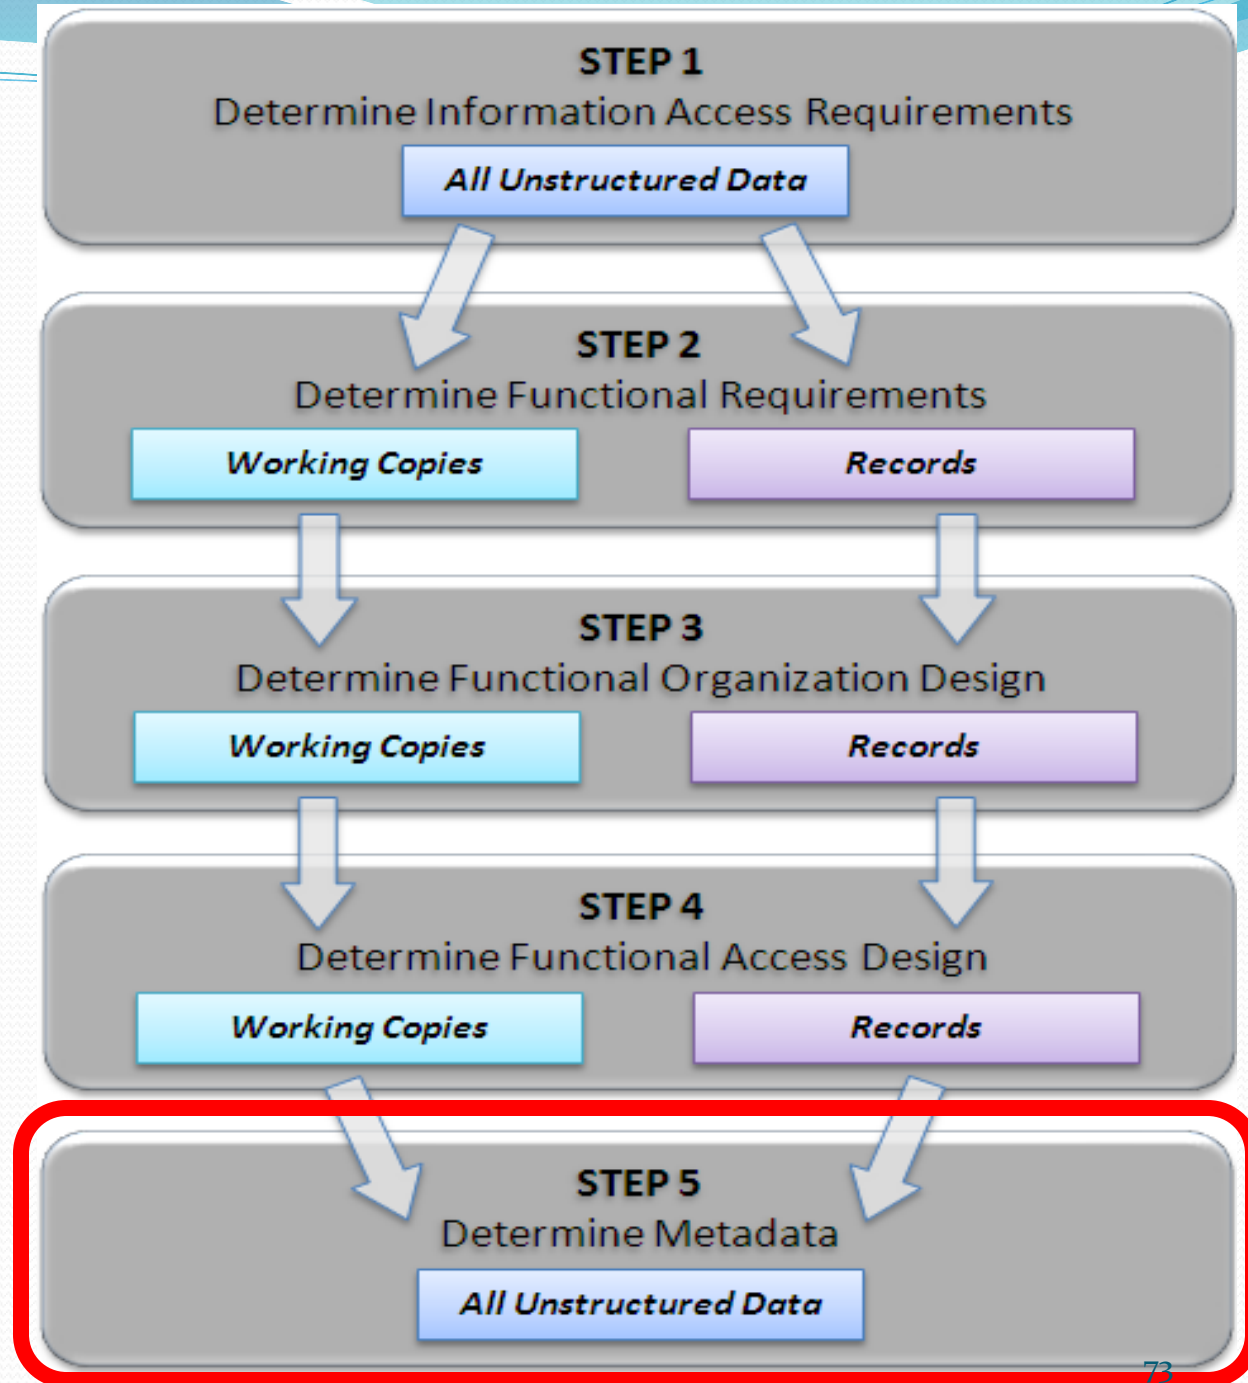 STEP 1
Determine Information Access Requirements
All Unstructured Data
STEP 2
Determine Functional Requirements
Working Copies
Records
STEP 3
Determine Functional Organization Design
Working Copies
Records
STEP 4
Determine Functional Access Design
Working Copies
Records
STEP 5
Determine Metadata
All Unstructured Data
73